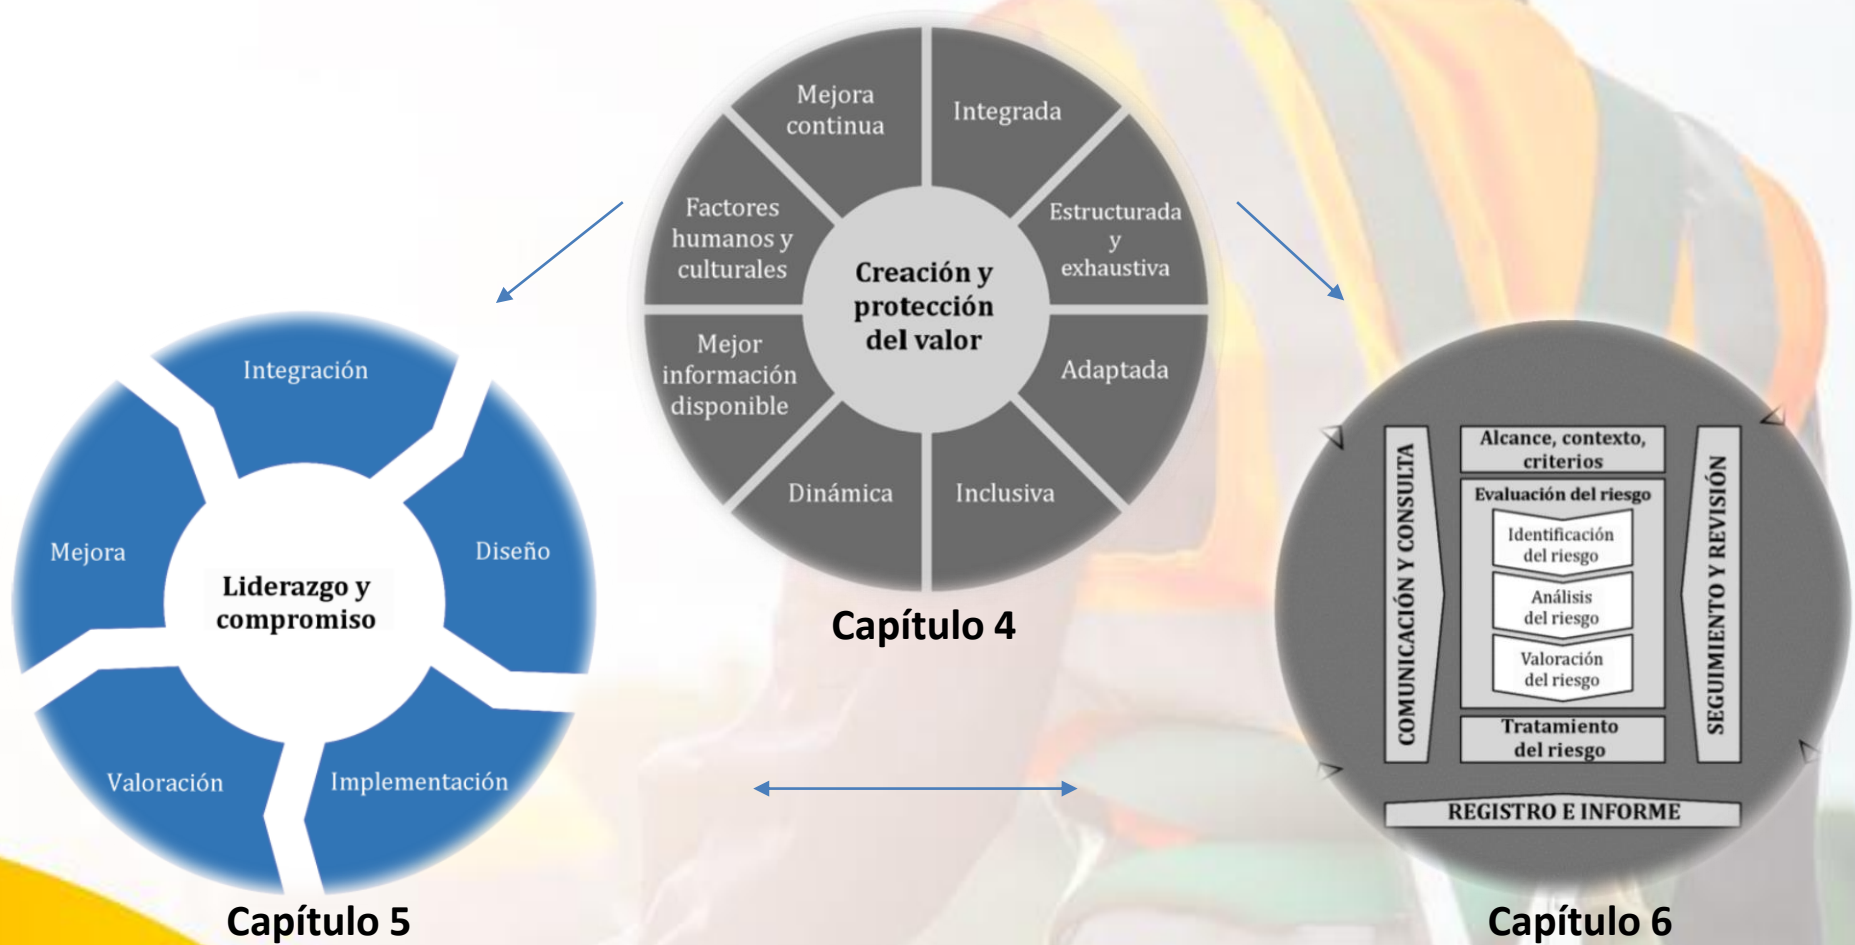 Mejora
continua
Integrada
Estructurada
y
exhaustiva
Adaptada
Inclusiva
Dinámica
Mejor
información
disponible
Factores
humanos y
culturales
Creación y
protección
del valor
Capítulo 4
Integración
Diseño
Implementación
Valoración
Mejora
Liderazgo y
compromiso
Capítulo 5
COMUNICACIÓN Y CONSULTA
Alcance, contexto,
criterios
Evaluación del riesgo
Identificación
del riesgo
Análisis
del riesgo
Valoración
del riesgo
Tratamiento
del riesgo
SEGUIMIENTO Y REVISIÓN
REGISTRO E INFORME
Capítulo 6